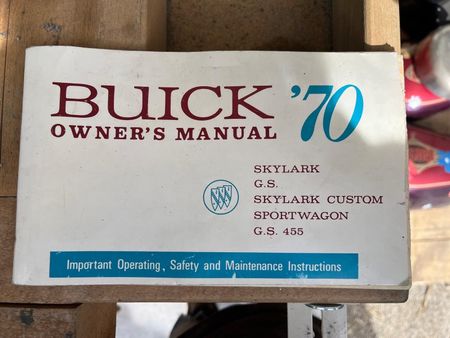 BUICK '70
OWNER'S MANUAL
SKYLARK
G.S.
SKYLARK CUSTOM
SPORTWAGON
G.S. 455
Important Operating, Safety and Maintenance Instructions